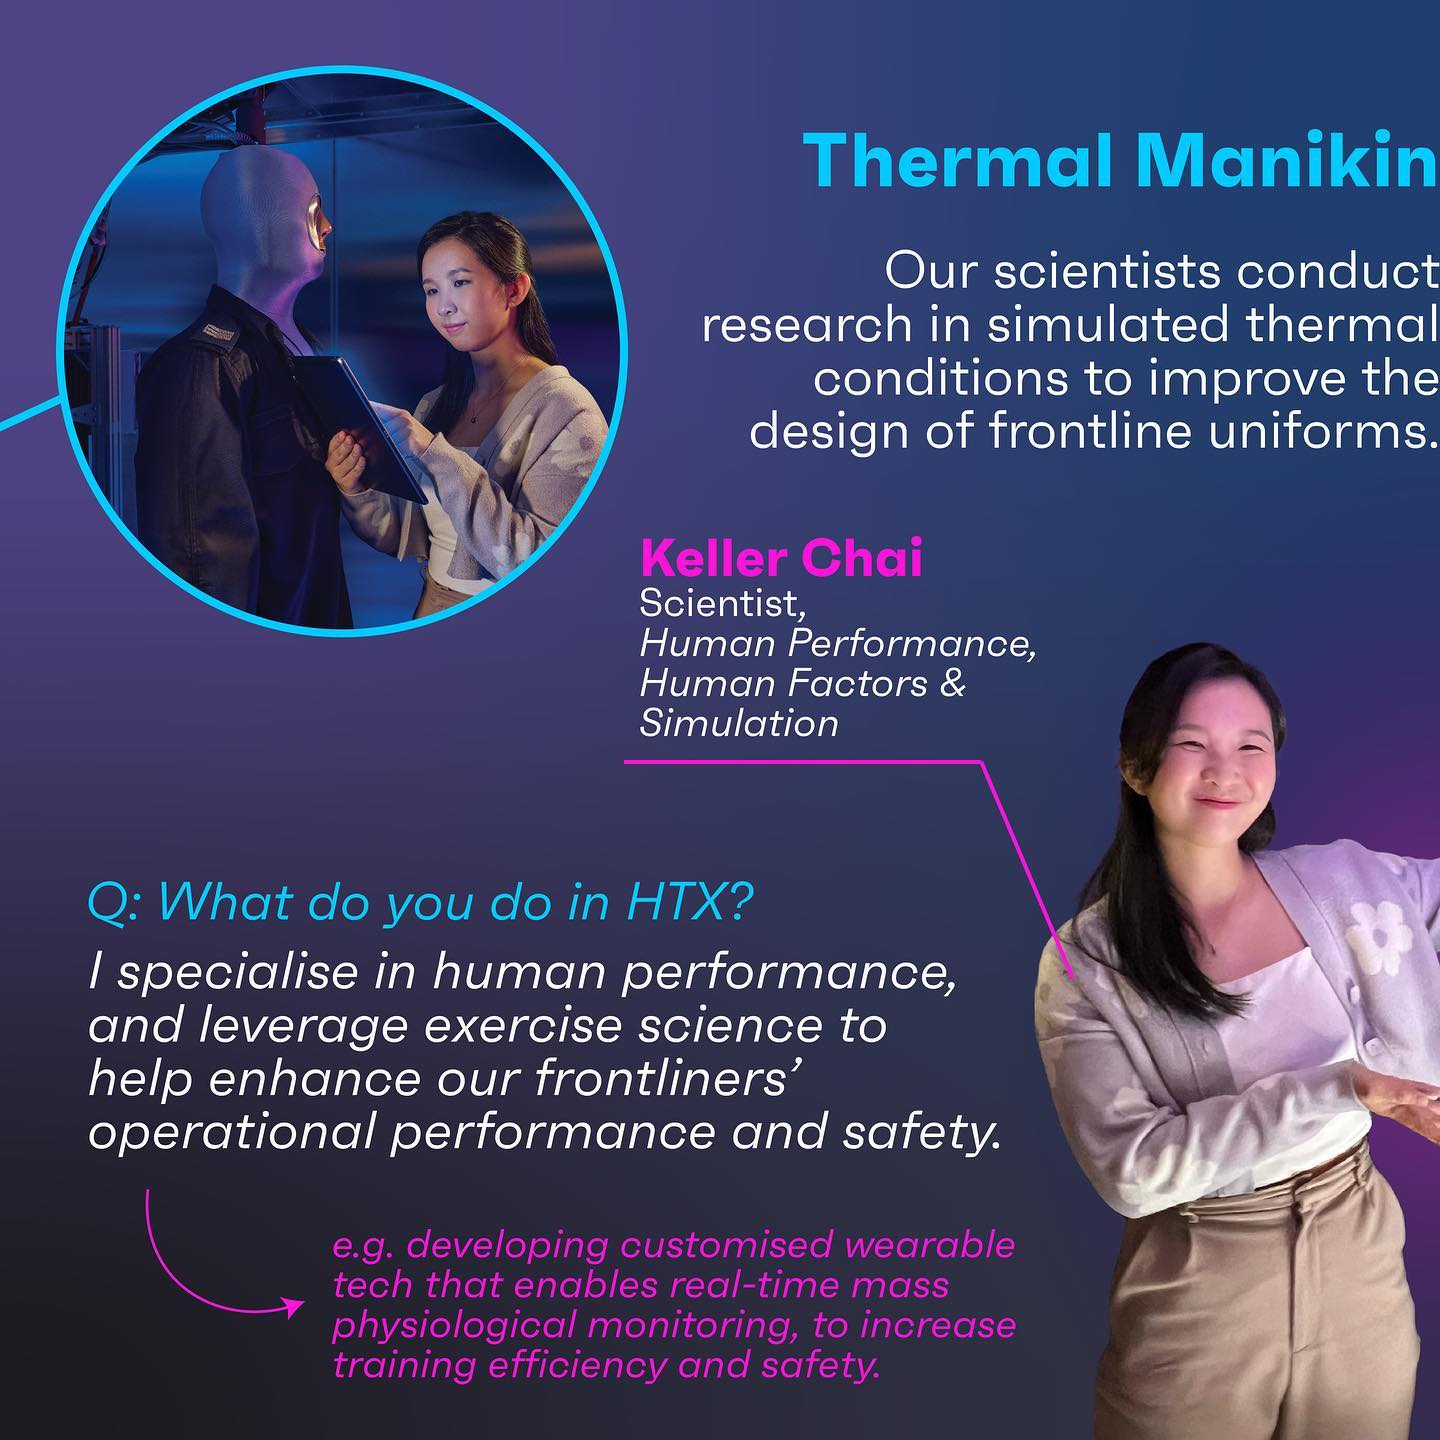 Thermal Manikin
Our scientists conduct
research in simulated thermal
conditions to improve the
design of frontline uniforms.
Keller Chai
Scientist,
Human Performance,
Human Factors &
Simulation
Q: What do you do in HTX?
I specialise in human performance,
and leverage exercise science to
help enhance our frontliners’
operational performance and safety.
e.g. developing customised wearable
tech that enables real-time mass
physiological monitoring, to increase
training efficiency and safety.